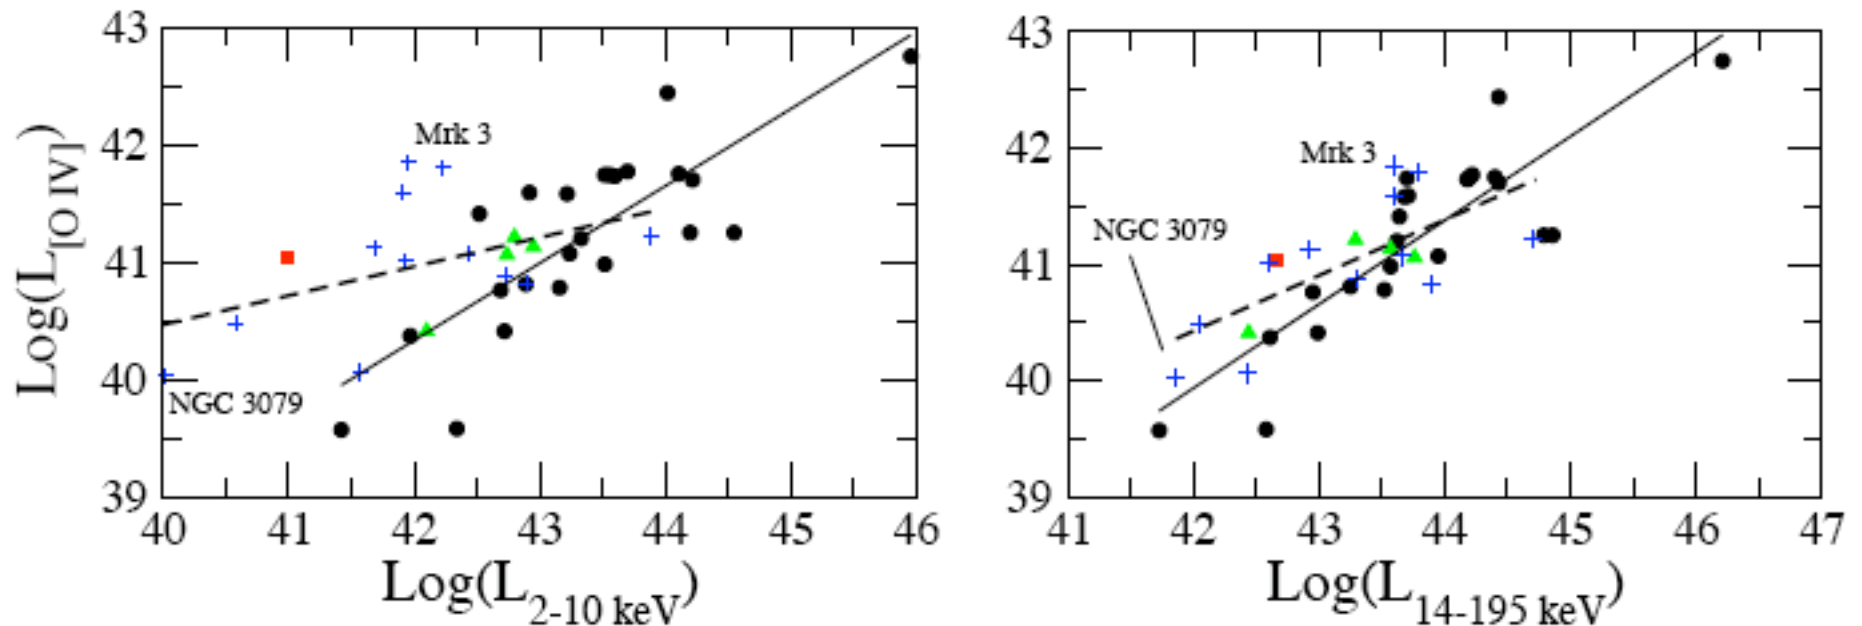 43
42
41
40
39
Log(L[O IV])
Mrk 3
NGC 3079
40 41 42 43 44 45 46
Log(L2-10 keV)
43
42
41
40
39
Mrk 3
NGC 3079
41 42 43 44 45 46 47
Log(L14-195 keV)